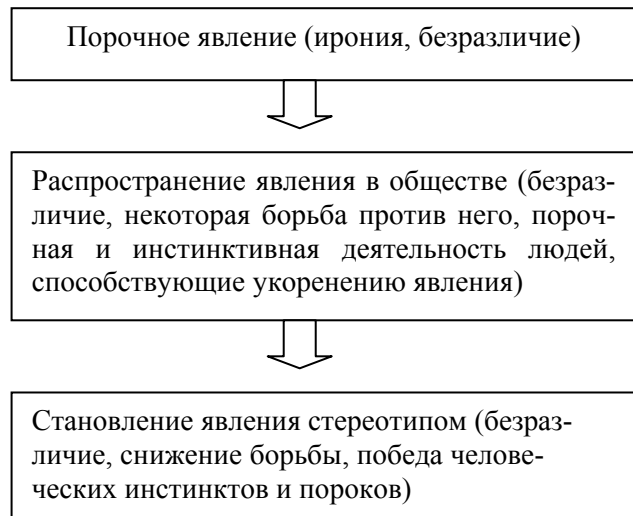 Порочное явление (ирония, безразличие)
Распространение явления в обществе (безраз-
личие, некоторая борьба против него, пороч-
ная и инстинктивная деятельность людей,
способствующие укоренению явления)
Становление явления стереотипом (безраз-
личие, снижение борьбы, победа челове-
ческих инстинктов и пороков)